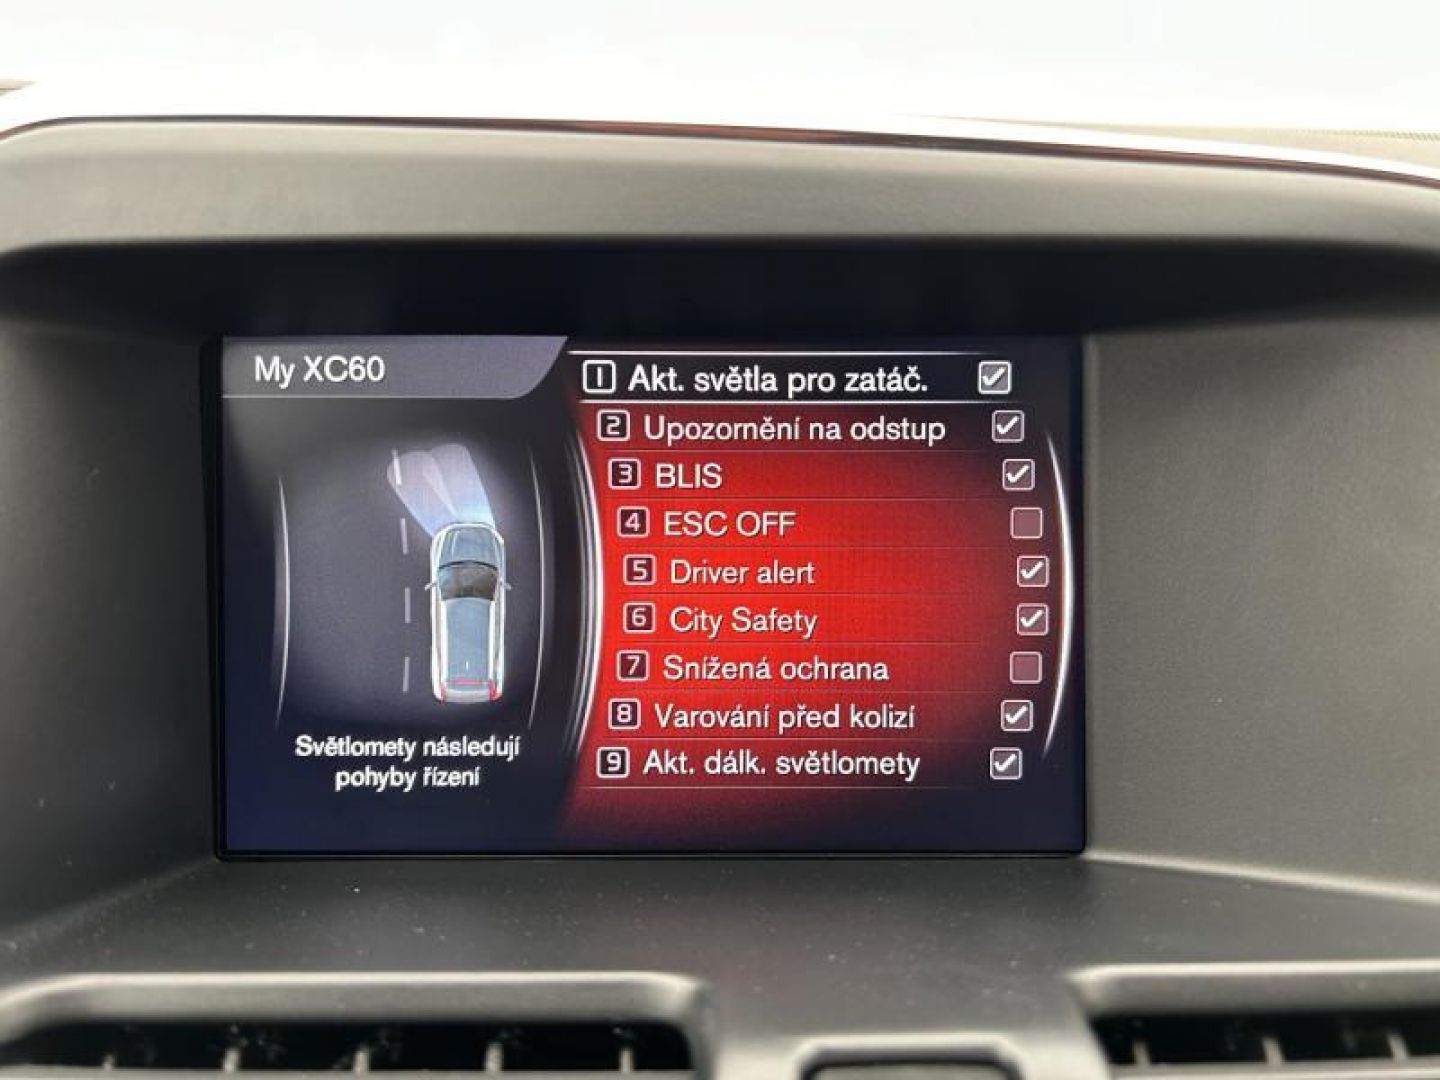 My XC60
1 Akt. světla pro zatáč.
2 Upozornění na odstup
3 BLIS
4 ESC OFF
5 Driver alert
6 City Safety
7 Snížená ochrana
8 Varování před kolizí
9 Akt. dálk. světlomety
Světlomety následují
pohyby řízení